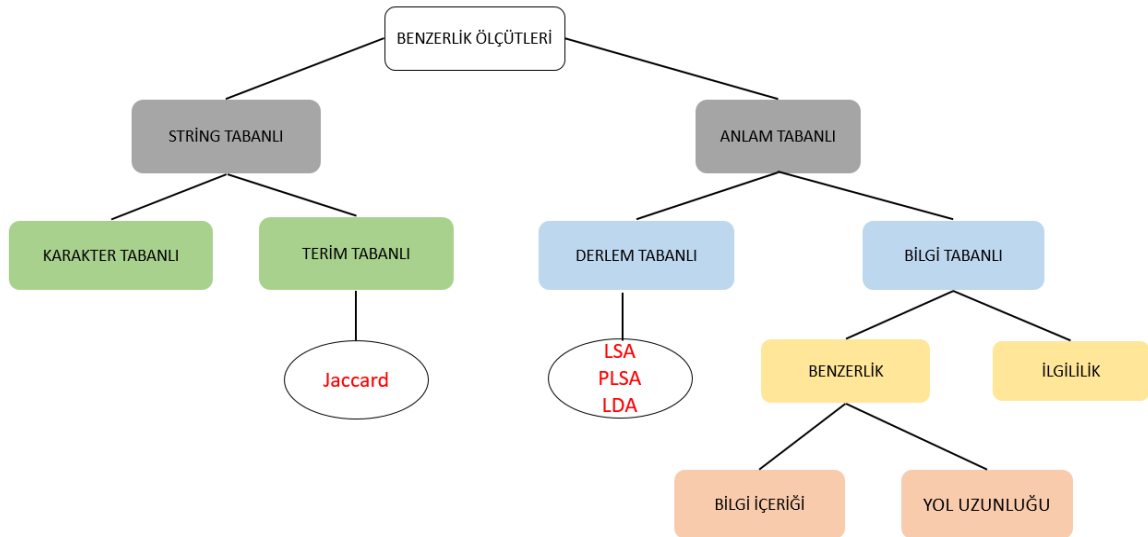 BENZERLİK ÖLÇÜTLERİ
STRİNG TABANLI
ANLAM TABANLI
KARAKTER TABANLI
TERİM TABANLI
DERLEM TABANLI
BİLGİ TABANLI
Jaccard
LSA
PLSA
LDA
BENZERLİK
İLGİLİLİK
BİLGİ İÇERİĞİ
YOL UZUNLUĞU